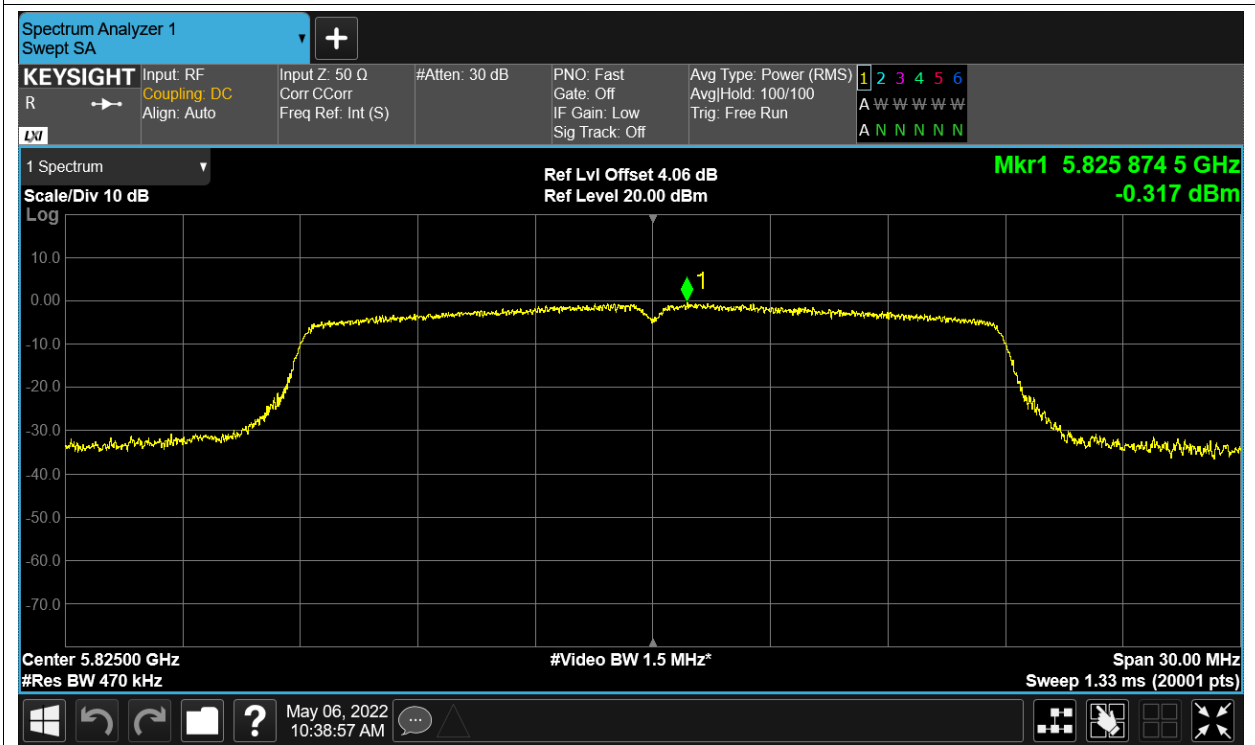 Spectrum Analyzer 1
Swept SA
+
KEYSIGHT
R
LXI
Input: RF
Coupling: DC
Align: Auto
Input Z: 50 Ω
Corr CCorr
Freq Ref: Int (S)
#Atten: 30 dB
PNO: Fast
Gate: Off
IF Gain: Low
Sig Track: Off
Avg Type: Power (RMS)
Avg|Hold: 100/100
Trig: Free Run
1 2 3 4 5 6
A W W W W W
A N N N N N
1 Spectrum
Scale/Div 10 dB
Log
Ref Lvl Offset 4.06 dB
Ref Level 20.00 dBm
Mkr1 5.825 874 5 GHz
-0.317 dBm
10.0
0.00
-10.0
-20.0
-30.0
-40.0
-50.0
-60.0
-70.0
1
Center 5.82500 GHz
#Res BW 470 kHz
#Video BW 1.5 MHz*
Span 30.00 MHz
Sweep 1.33 ms (20001 pts)
?
May 06, 2022
10:38:57 AM